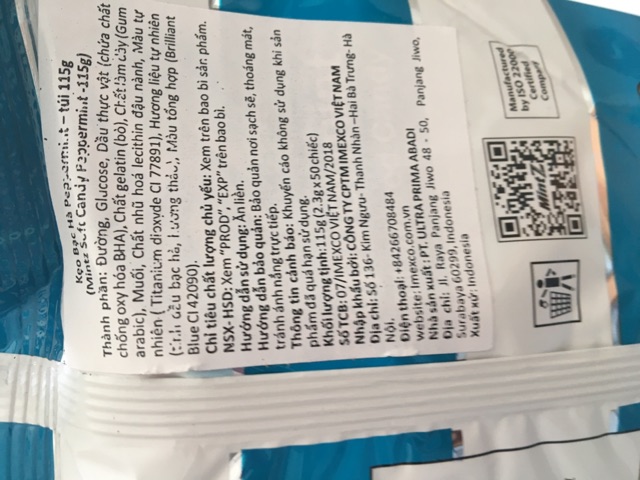 Kẹo Bạc Hà Peppermint – túi 115g
(Mintz Soft Candy Peppermint -115g)
Thành phần: Đường, Glucose, Dầu thực vật (chứa chất
chống oxy hóa BHA), Chất gelatin (bò), Chất làm dày (Gum
arabic), Muối, Chất nhũ hoá lecithin đậu nành, Màu tự
nhiên ( Titanium dioxyde CI 77891), Hương liệu tự nhiên
dầu bạc hà, Màu tổng hợp (Brilliant
Blue CI 42090).
Chỉ tiêu chất lượng chủ yếu: Xem trên bao bì sản phẩm.
NSX- HSD: Xem "PROD" "EXP" trên bao bì.
Hướng dẫn sử dụng: Ăn liền.
Hướng dẫn bảo quản: Bảo quản nơi sạch sẽ, thoáng mát,
tránh ánh nắng trực tiếp.
Thông tin cảnh báo: Khuyến cáo không sử dụng khi sản
phẩm đã quá hạn sử dụng.
Khối lượng tịnh:115g (2.3g x 50 chiếc)
Số TCB: 07/IMEXCO VIỆT NAM/2018
Nhập khẩu bởi: CÔNG TY CPTM IMEXCO VIỆT NAM
Địa chỉ: Số 136- Kim Ngưu- Thanh Nhàn –Hai Bà Trưng- Hà
Nội.
Điện thoại: +84266708484
website: Imexco.com.vn
Nhà sản xuất : PT. ULTRA PRIMA ABADI
Địa chỉ: Jl, Raya Panjang Jiwo 48 - 50, Panjang Jiwo,
Surabaya 60299, Indonesia
Xuất xứ: Indonesia
Manufactured
by ISO 22000
Certified
Company
MintZ